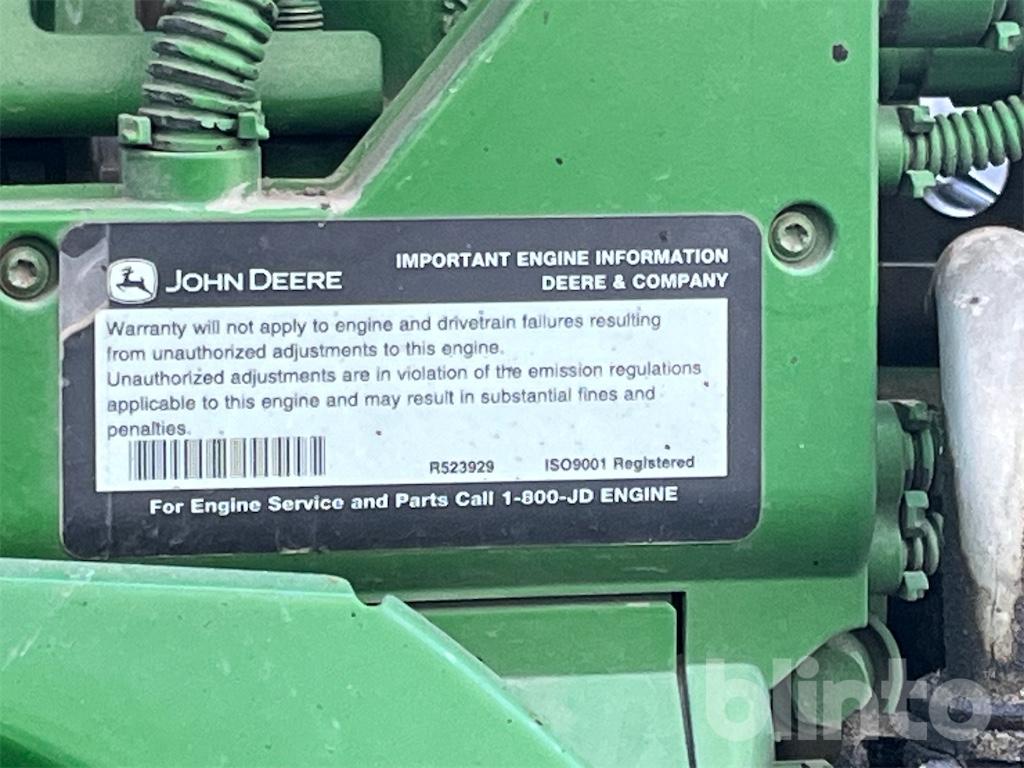 JOHN DEERE
IMPORTANT ENGINE INFORMATION
DEERE & COMPANY
Warranty will not apply to engine and drivetrain failures resulting
from unauthorized adjustments to this engine.
Unauthorized adjustments are in violation of the emission regulations
applicable to this engine and may result in substantial fines and
penalties.
R523929 ISO9001 Registered
For Engine Service and Parts Call 1-800-JD ENGINE
blinto